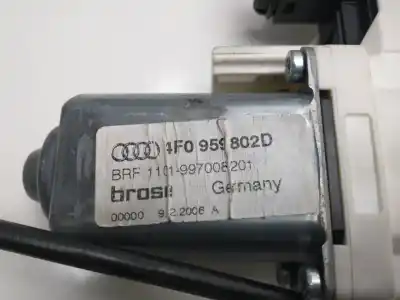 4F0 959 802D
BRF 1101-997008201
brose Germany
00000 9.2.2006 A